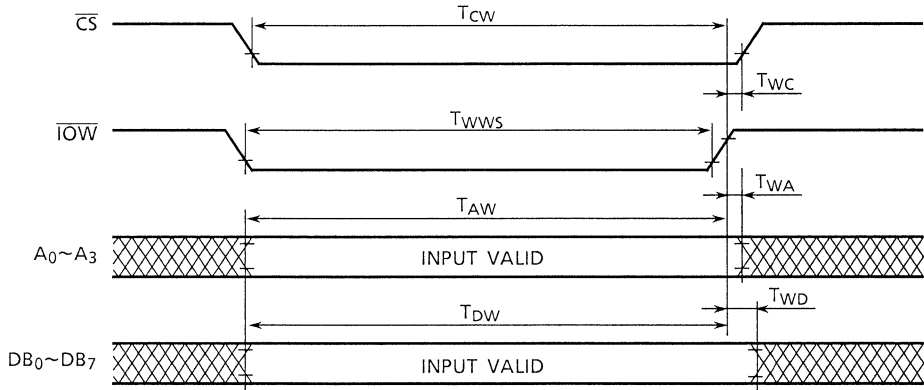 CS
TCW
TWC
IOW
TWWS
TWA
TAW
A0~A3
INPUT VALID
TWD
TDW
DB0~DB7
INPUT VALID